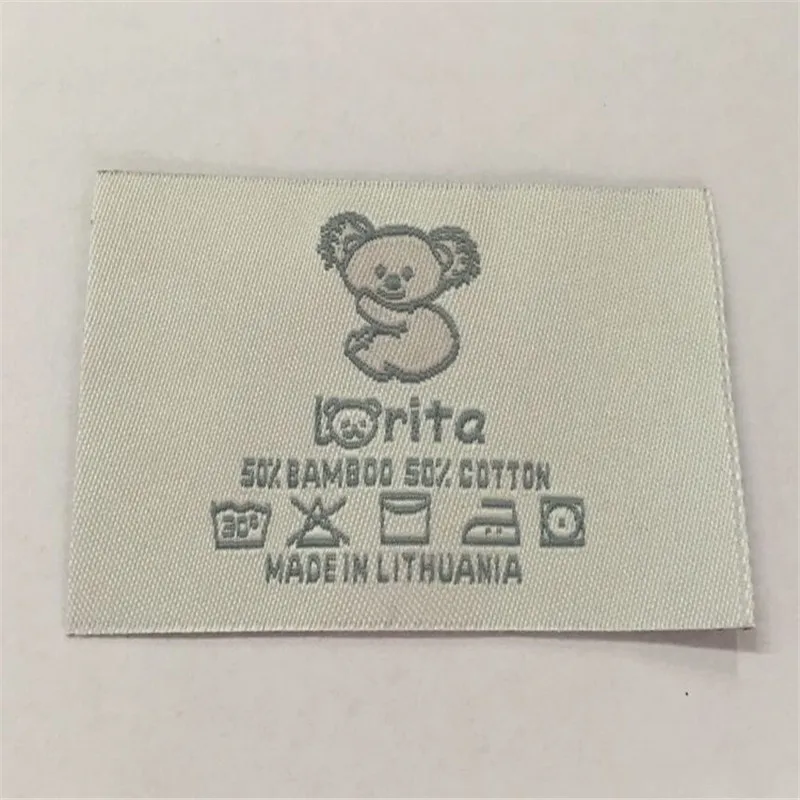 Lorita
50% BAMBOO 50% COTTON
30°
MADE IN LITHUANIA